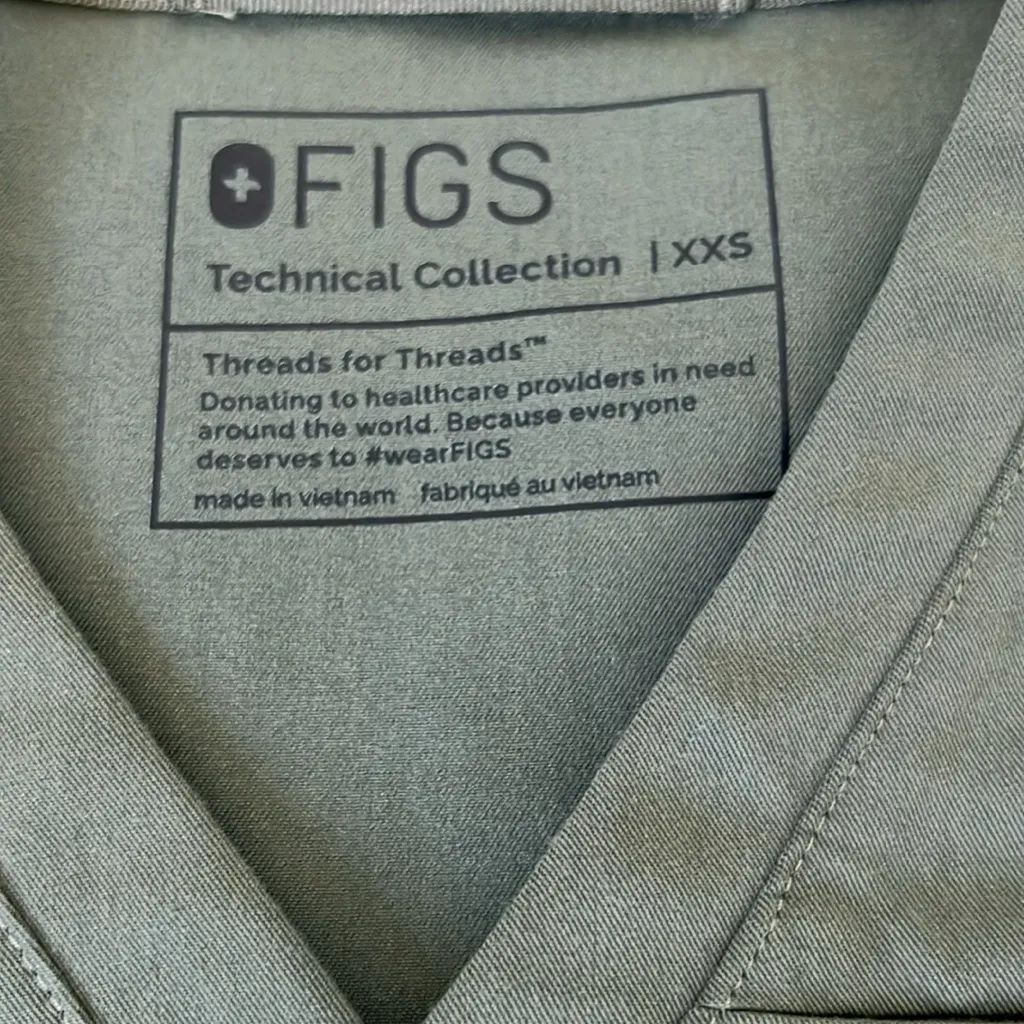 FIGS
Technical Collection | XXS
Threads for Threads™
Donating to healthcare providers in need
around the world. Because everyone
deserves to #wearFIGS
made in vietnam fabriqué au vietnam